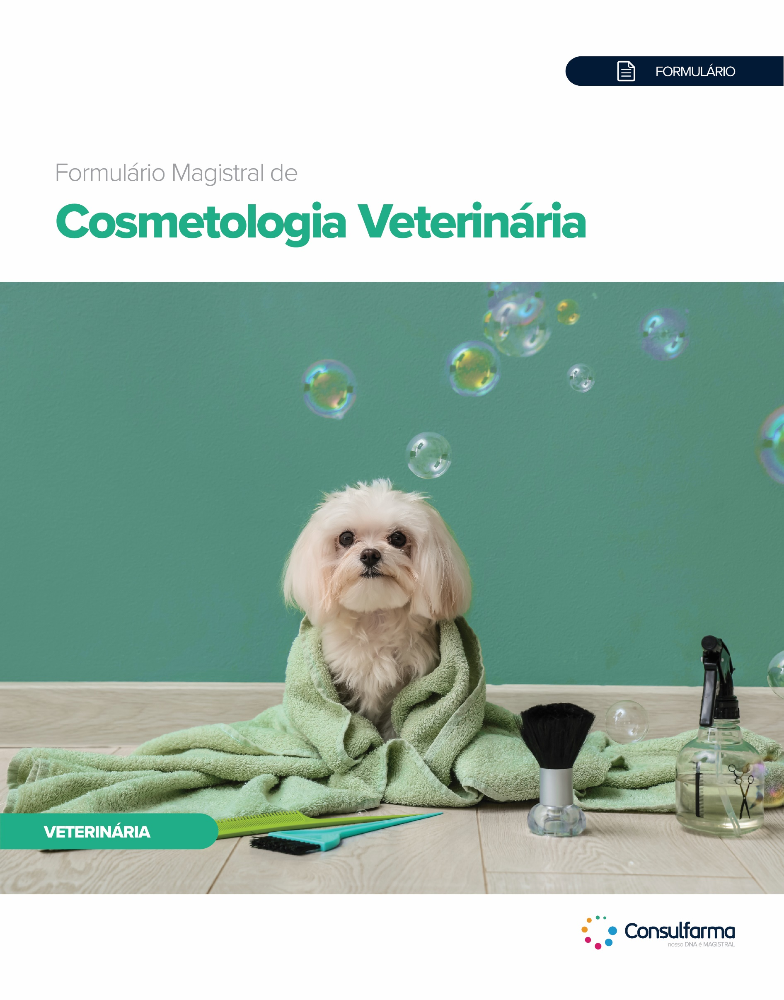 FORMULÁRIO
Formulário Magistral de
Cosmetologia Veterinária
VETERINÁRIA
Consulfarma
nosso DNA é MAGISTRAL